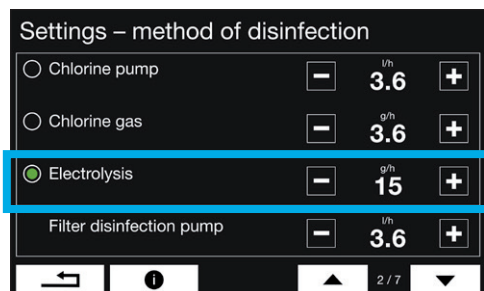 Settings – method of disinfection
Chlorine pump
l/h
− 3.6 +
Chlorine gas
g/h
− 3.6 +
Electrolysis
g/h
− 15 +
Filter disinfection pump
l/h
− 3.6 +
i
2/7